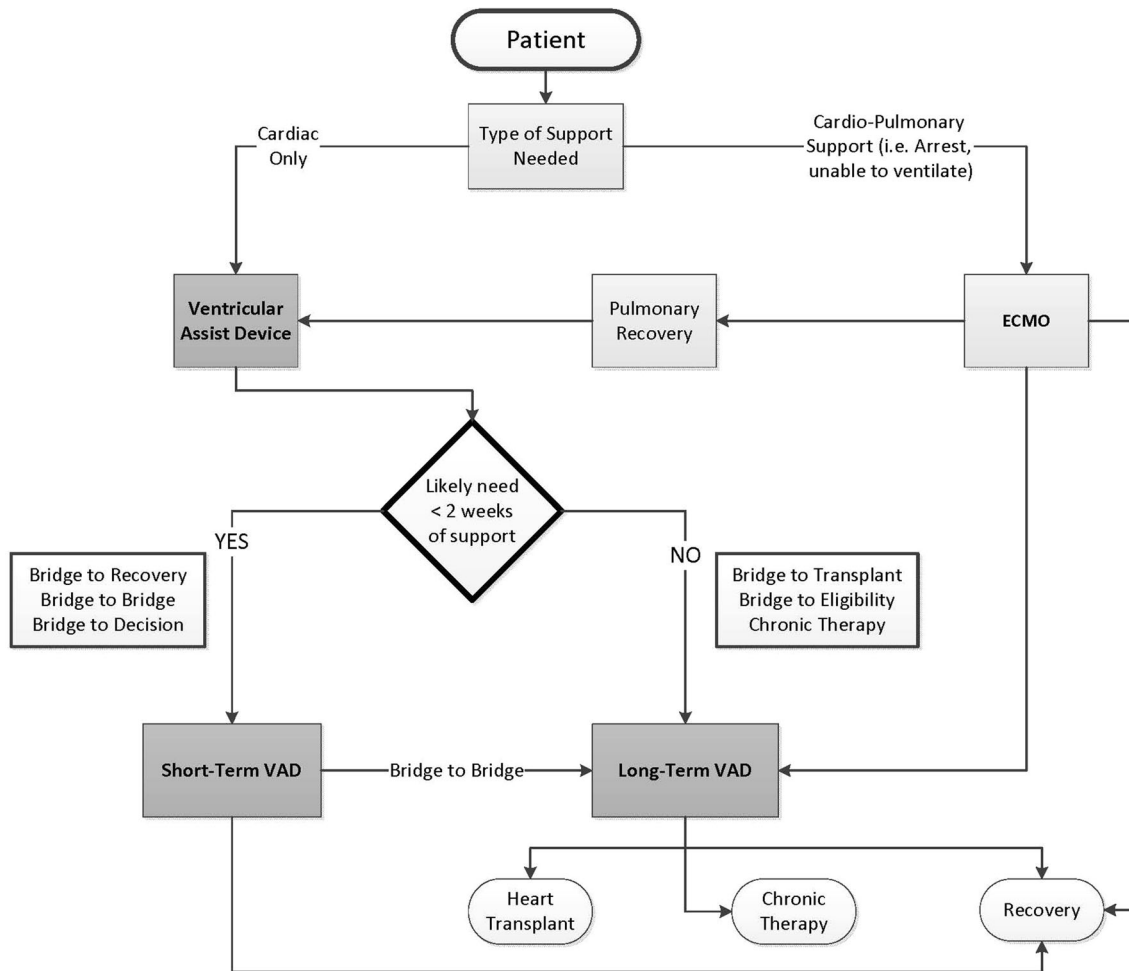 Patient
Type of Support
Needed
Cardiac
Only
Cardio-Pulmonary
Support (i.e. Arrest,
unable to ventilate)
Ventricular
Assist Device
Pulmonary
Recovery
ECMO
Likely need
< 2 weeks
of support
YES
NO
Bridge to Recovery
Bridge to Bridge
Bridge to Decision
Bridge to Transplant
Bridge to Eligibility
Chronic Therapy
Short-Term VAD
Bridge to Bridge
Long-Term VAD
Heart
Transplant
Chronic
Therapy
Recovery